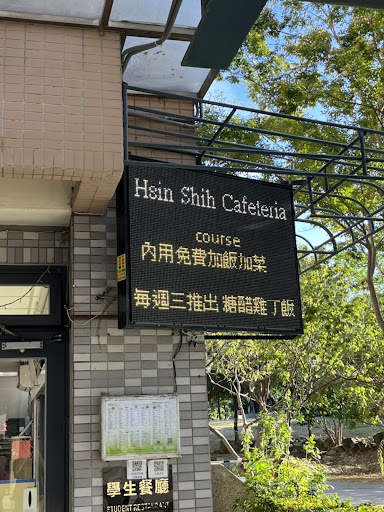 Hsin Shih Cafeteria
course
內用免費加飯加菜
每週三推出 糖醋雞丁飯
學生餐廳
STUDENT RESTAURANT